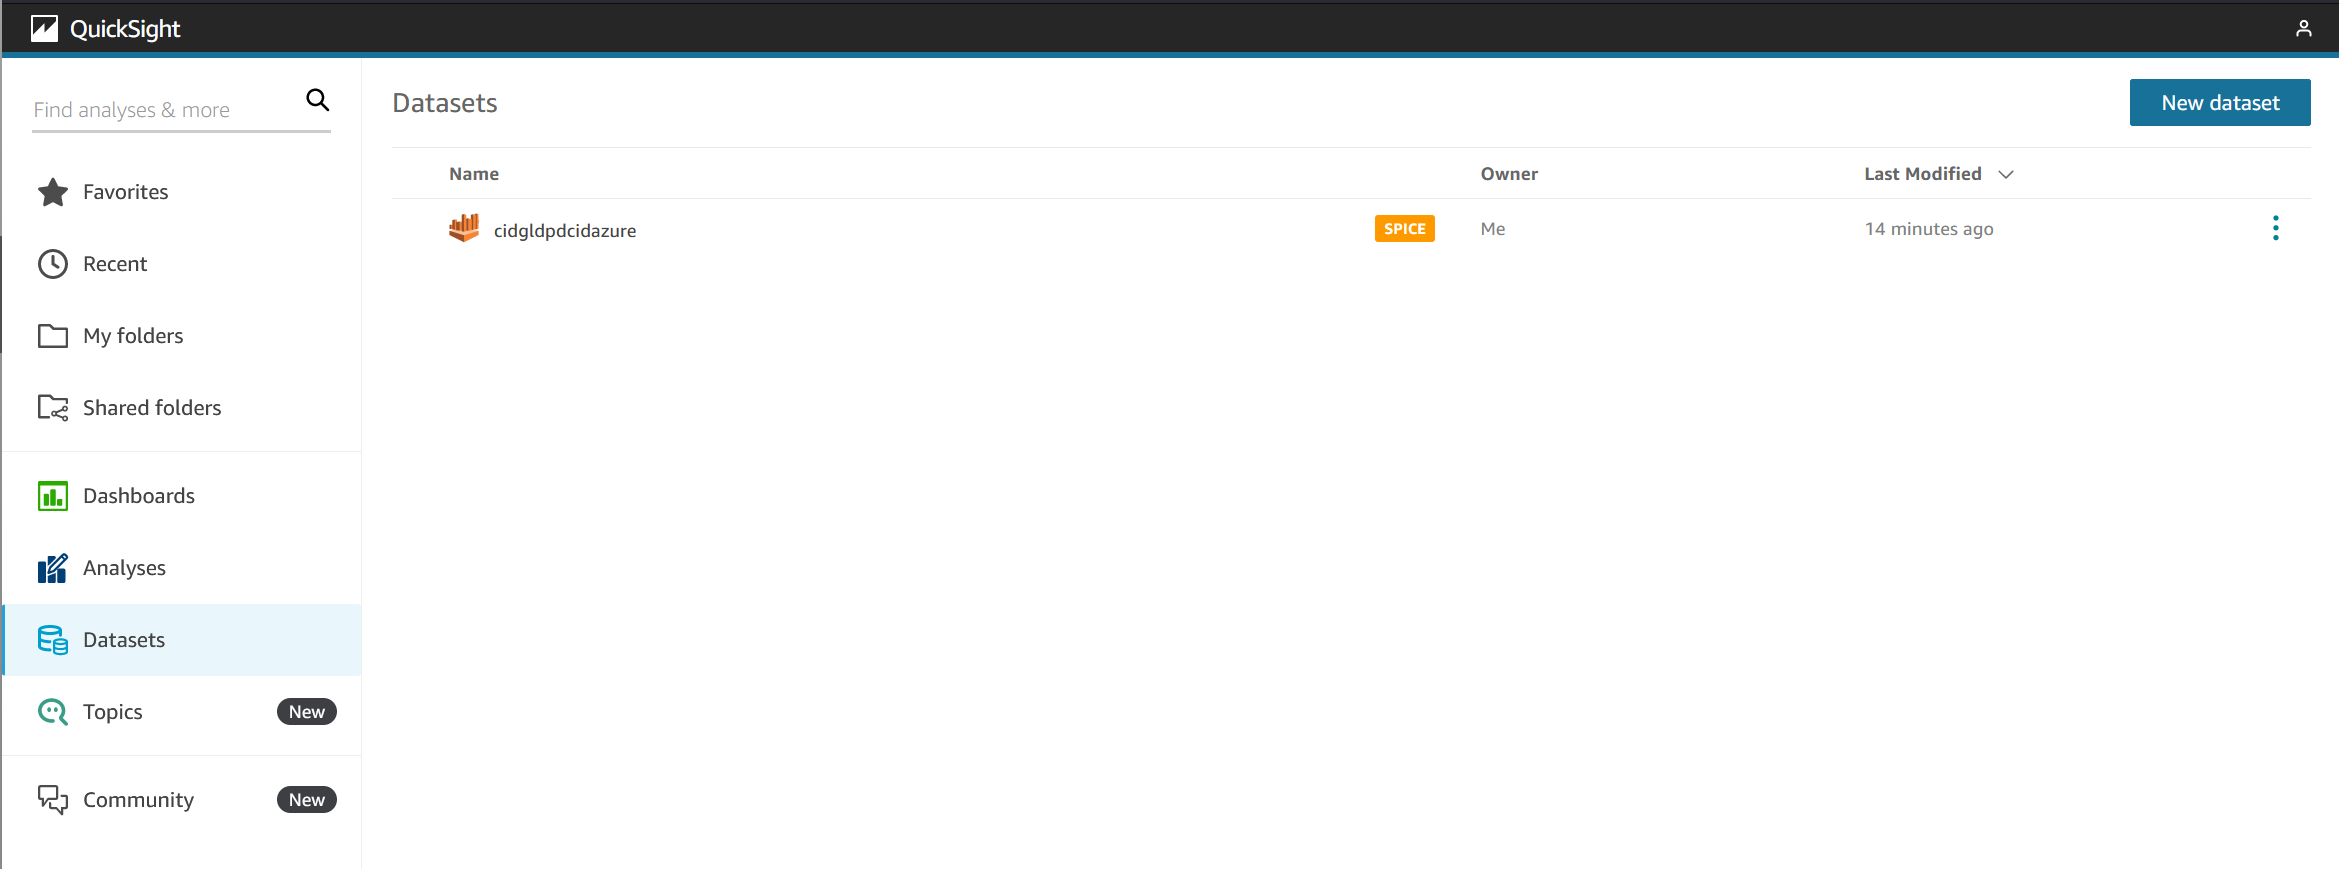 QuickSight
Find analyses & more
Favorites
Recent
My folders
Shared folders
Dashboards
Analyses
Datasets
Topics New
Community New
Datasets
New dataset
Name Owner Last Modified
cidgldpdcidazure SPICE Me 14 minutes ago